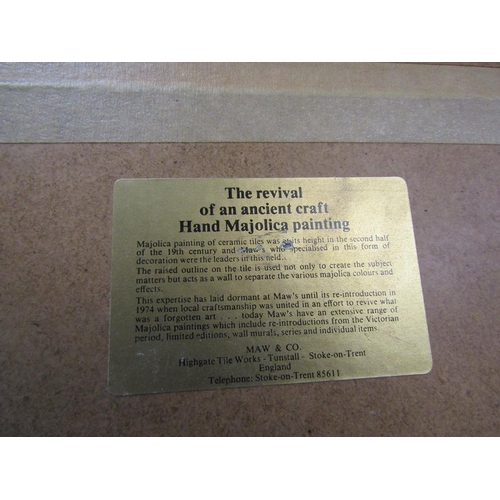 The revival
of an ancient craft
Hand Majolica painting
Majolica painting of ceramic tiles was at its height in the second half
of the 19th century and Maw's who specialised in this form of
decoration were the leaders in this field..
The raised outline on the tile is used not only to create the subject
matter but acts as a wall to separate the various majolica colours and
effects..
This expertise has laid dormant at Maw's until its re-introduction in
1974 when local craftsmanship was united in an effort to revive what
was a forgotten art . . . today Maw's have an extensive range of
Majolica paintings which include re-introductions from the Victorian
period, limited editions, wall murals, series and individual items.
MAW & CO.
Highgate Tile Works - Tunstall - Stoke-on-Trent
England
Telephone: Stoke-on-Trent 85611